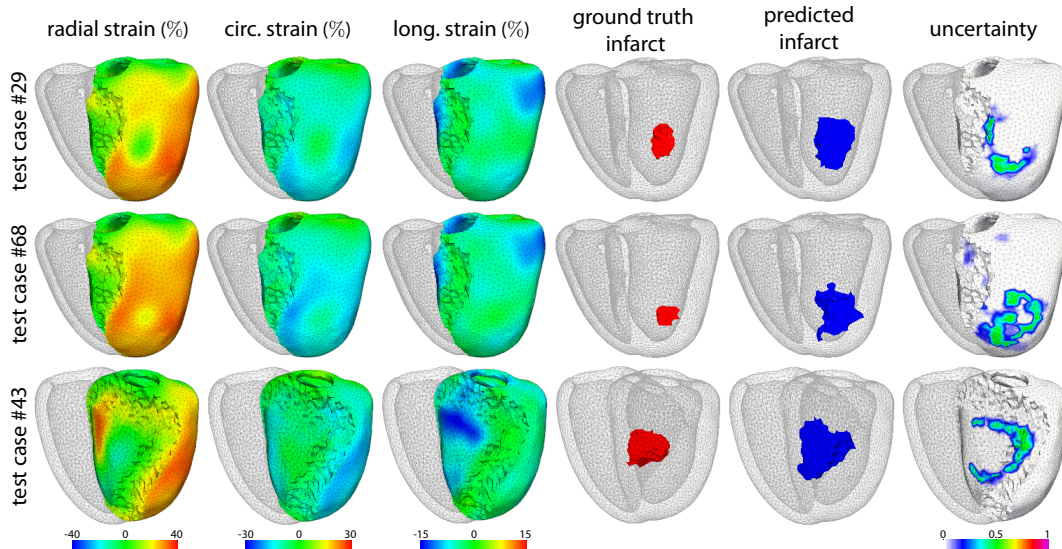 radial strain (%) circ. strain (%) long. strain (%) ground truth infarct predicted infarct uncertainty
test case #29
test case #68
test case #43
-40 0 40 -30 0 30 -15 0 15 0 0.5 1